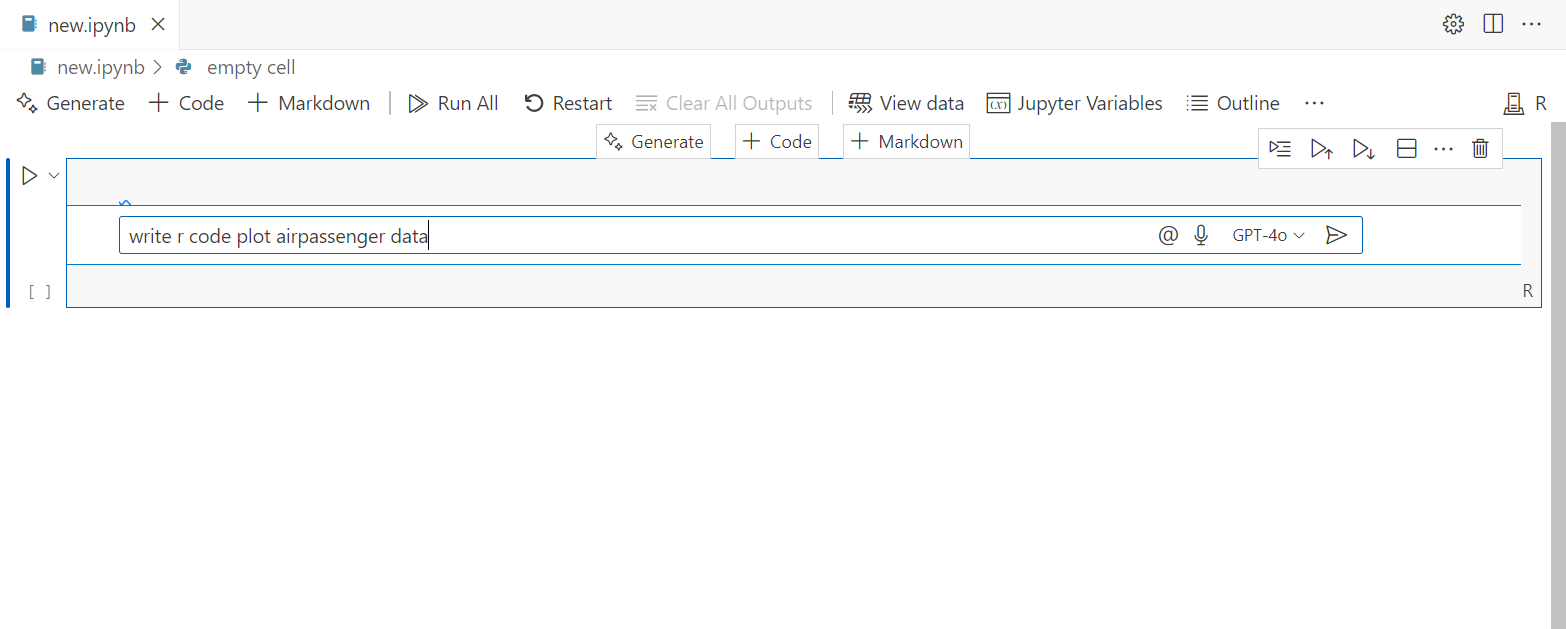 new.ipynb
new.ipynb > empty cell
Generate + Code + Markdown Run All Restart Clear All Outputs View data Jupyter Variables Outline ... R
Generate + Code + Markdown
write r code plot airpassenger data @ GPT-4o
[ ] R